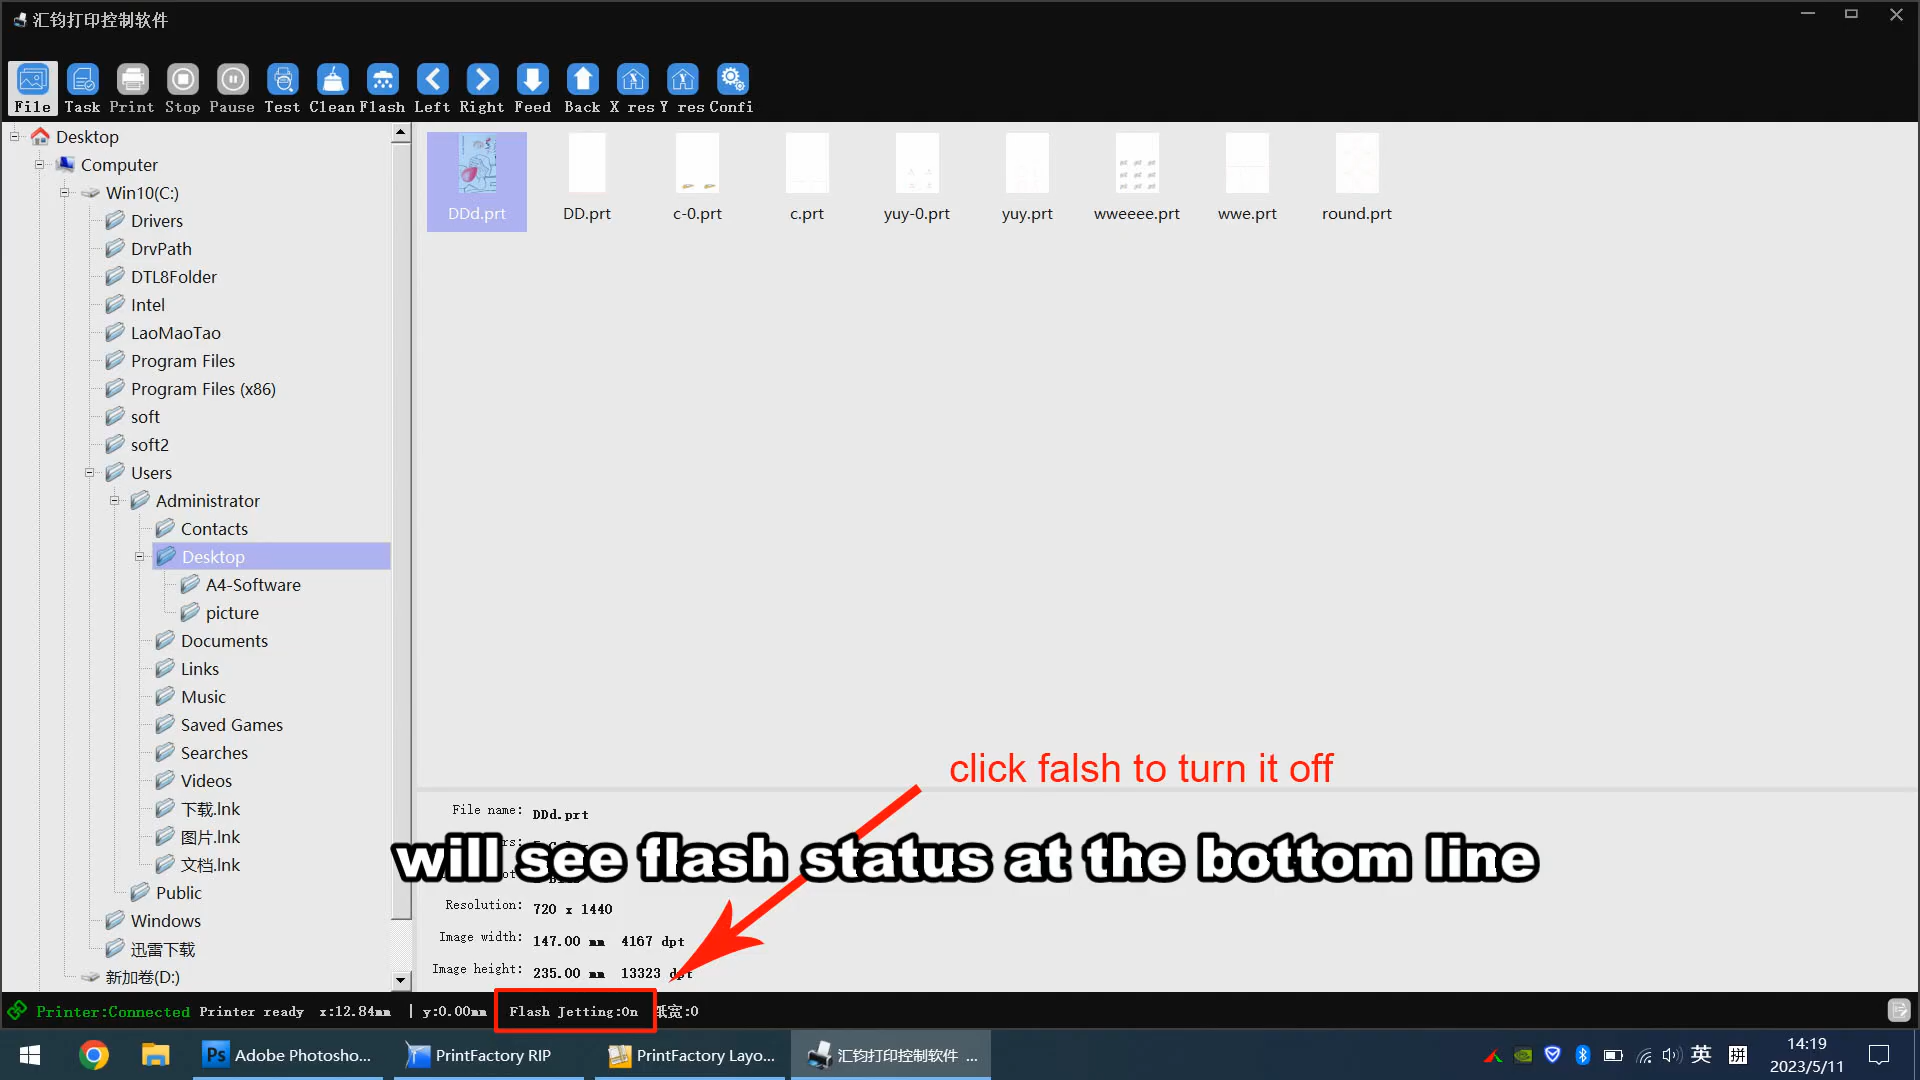 汇钧打印控制软件
File Task Print Stop Pause Test Clean Flash Left Right Feed Back X res Y res Confi
Desktop
Computer
Win10(C:)
Drivers
DrvPath
DTL8Folder
Intel
LaoMaoTao
Program Files
Program Files (x86)
soft
soft2
Users
Administrator
Contacts
Desktop
A4-Software
picture
Documents
Links
Music
Saved Games
Searches
Videos
下载.lnk
图片.lnk
文档.lnk
Public
Windows
迅雷下载
新加卷(D:)
DDd.prt DD.prt c-0.prt c.prt yuy-0.prt yuy.prt wweeee.prt wwe.prt round.prt
click falsh to turn it off
File name: DDd.prt
will see flash status at the bottom line
Resolution: 720 x 1440
Image width: 147.00 mm 4167 dpt
Image height: 235.00 mm 13323 dpt
Printer:Connected Printer ready x:12.84mm | y:0.00mm Flash Jetting:On 纸宽:0
Ps Adobe Photosho... PrintFactory RIP PrintFactory Layo... 汇钧打印控制软件 ... 英 拼 14:19
2023/5/11